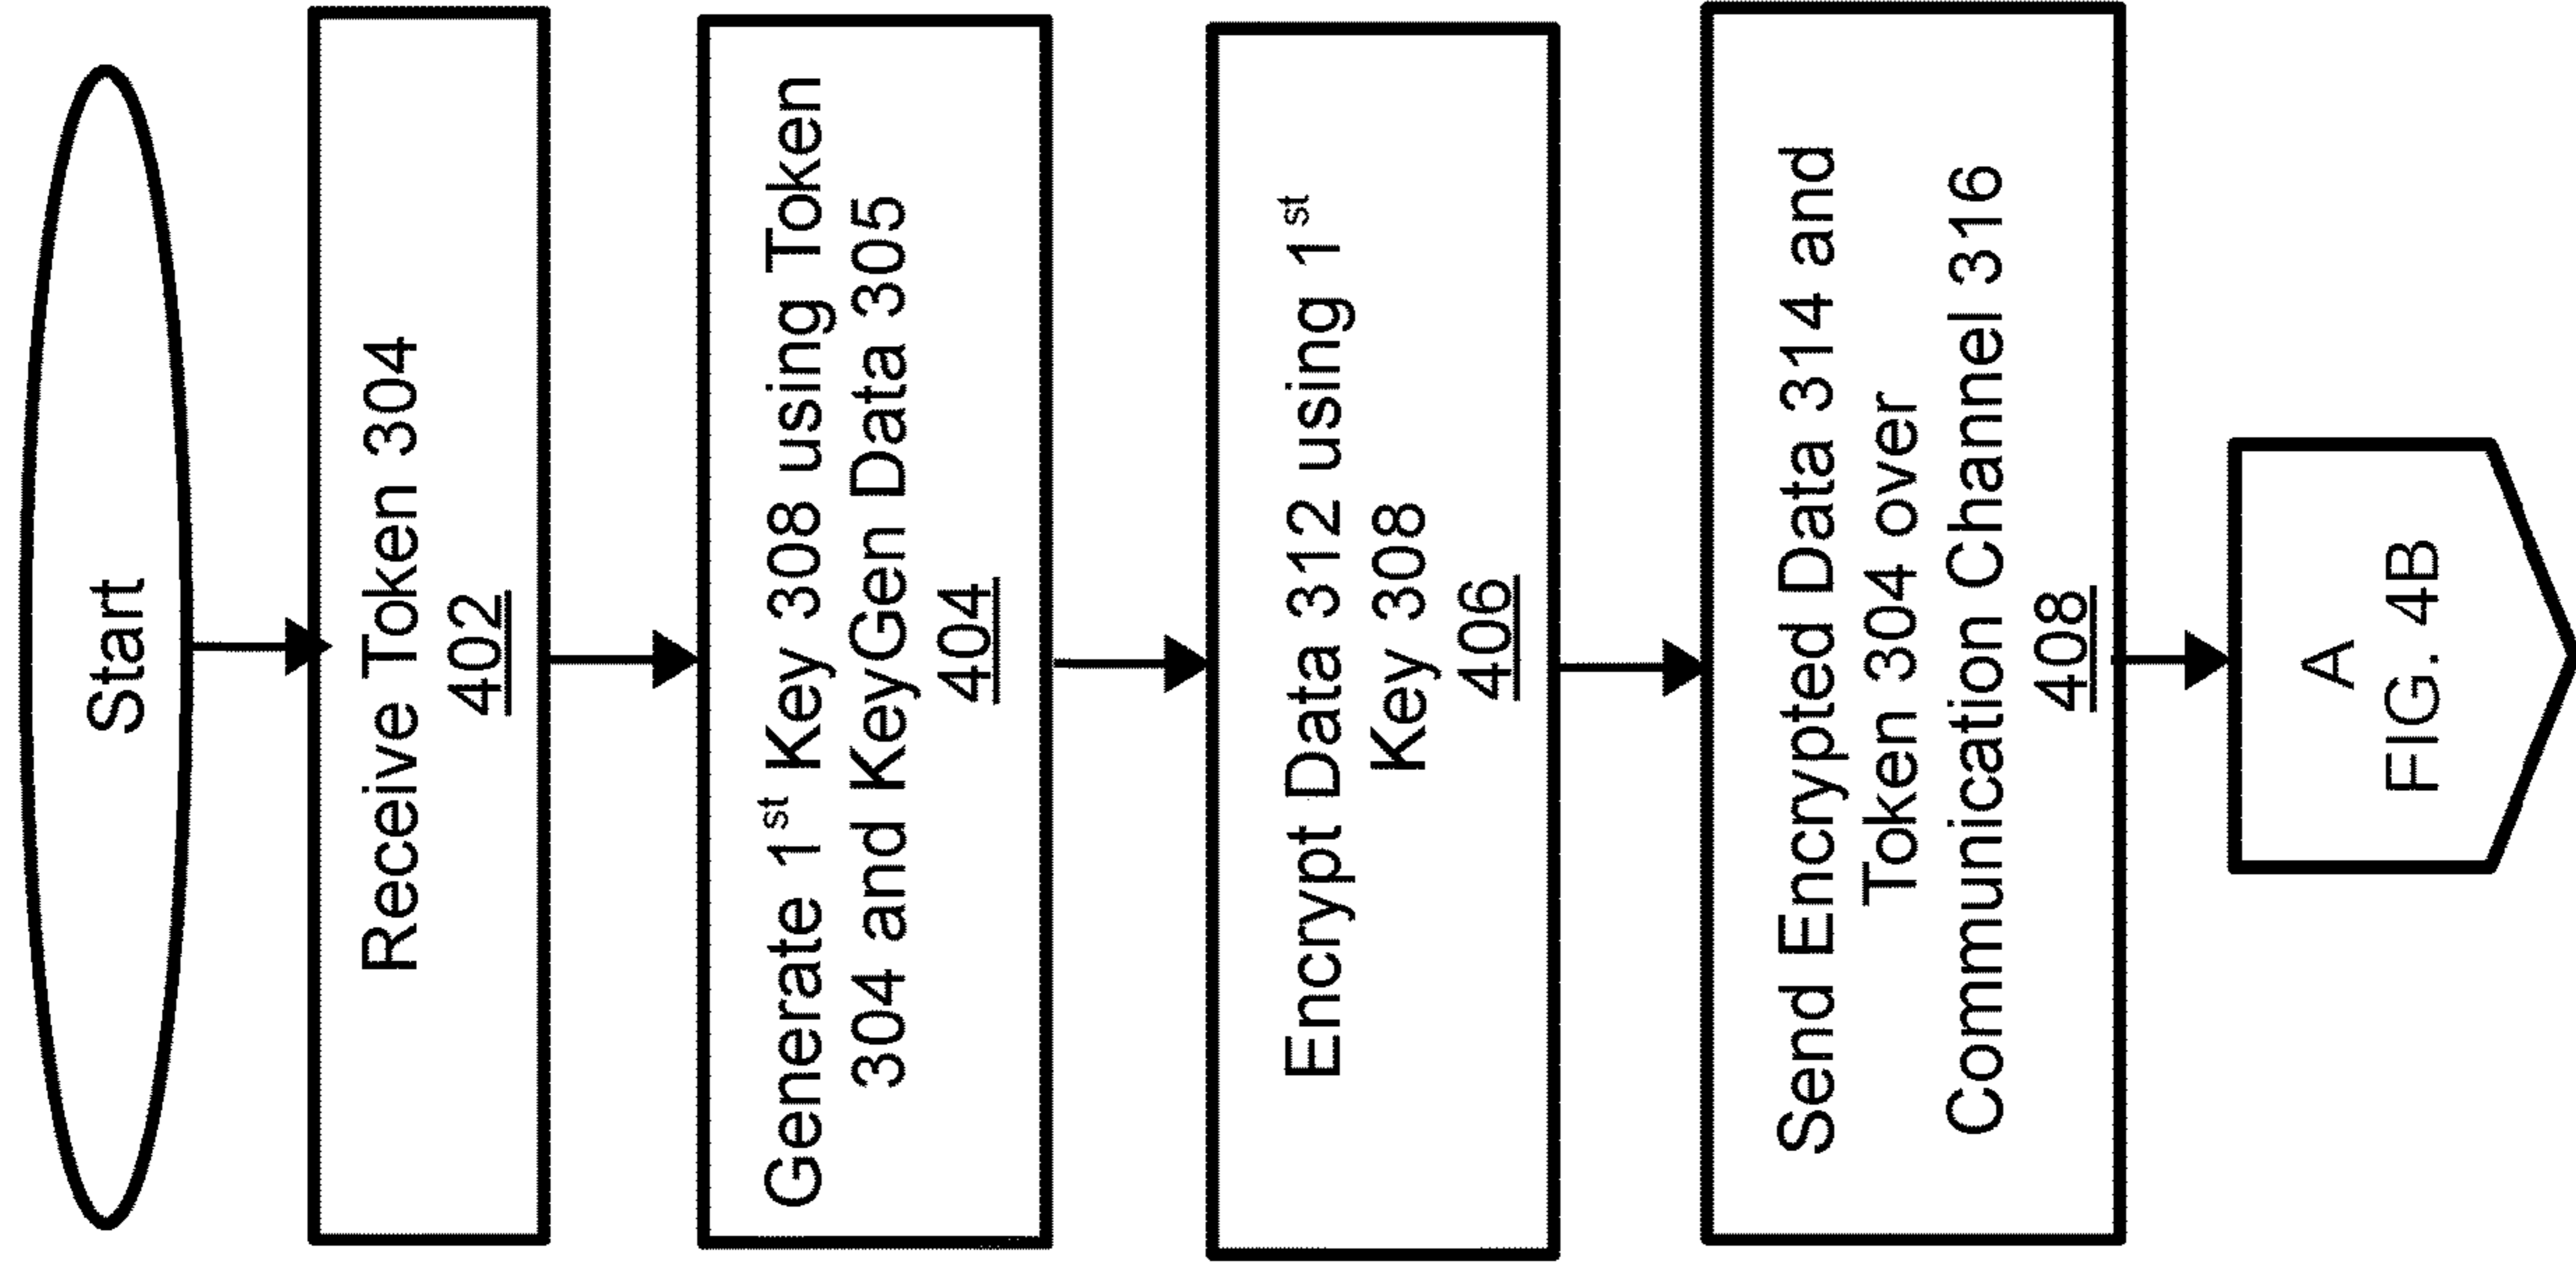 Start
Receive Token 304
402
Generate 1st Key 308 using Token
304 and KeyGen Data 305
404
Encrypt Data 312 using 1st
Key 308
406
Send Encrypted Data 314 and
Token 304 over
Communication Channel 316
408
A
FIG. 4B